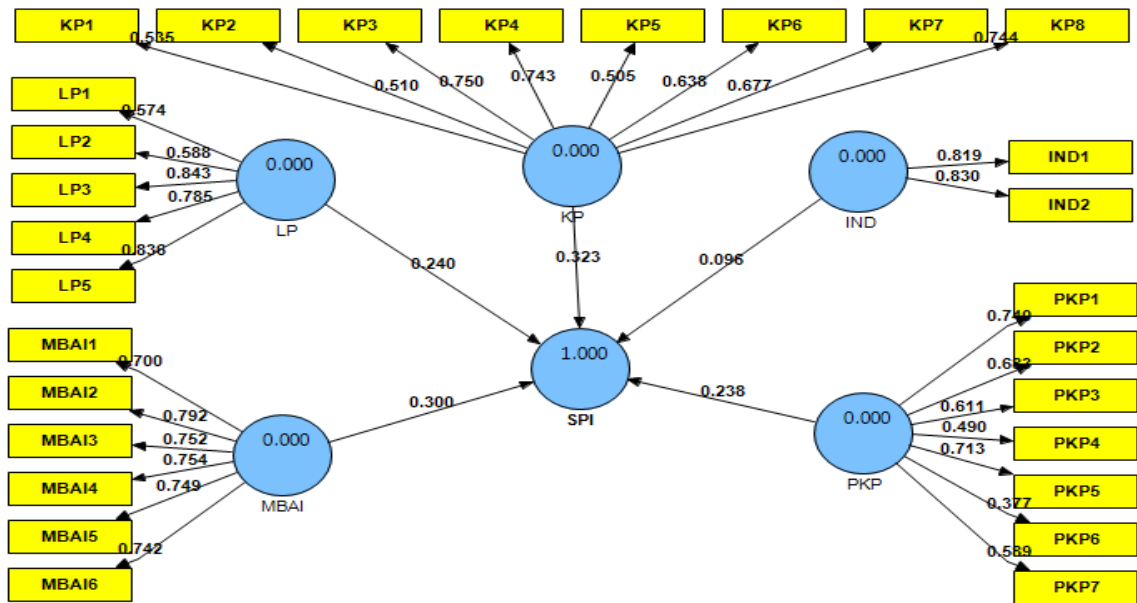 KP1
KP2
KP3
KP4
KP5
KP6
KP7
KP8
0.535
0.510
0.750
0.743
0.505
0.638
0.677
0.744
LP1
LP2
LP3
LP4
LP5
0.574
0.588
0.843
0.785
0.836
0.000
LP
0.000
KP
0.000
IND
0.819
0.830
IND1
IND2
0.240
0.323
0.096
1.000
SPI
0.300
0.238
MBAI1
MBAI2
MBAI3
MBAI4
MBAI5
MBAI6
0.700
0.792
0.752
0.754
0.749
0.742
0.000
MBAI
0.000
PKP
0.740
0.683
0.611
0.490
0.713
0.377
0.589
PKP1
PKP2
PKP3
PKP4
PKP5
PKP6
PKP7